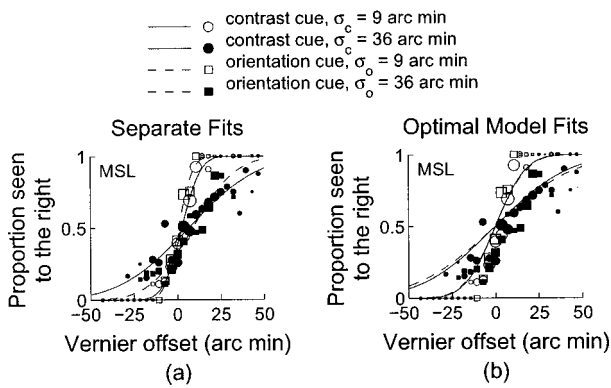 contrast cue, σc = 9 arc min
contrast cue, σc = 36 arc min
orientation cue, σo = 9 arc min
orientation cue, σo = 36 arc min
Separate Fits
Optimal Model Fits
MSL
MSL
Proportion seen
to the right
Proportion seen
to the right
1
0.5
0
1
0.5
0
−50 −25 0 25 50
−50 −25 0 25 50
Vernier offset (arc min)
Vernier offset (arc min)
(a)
(b)